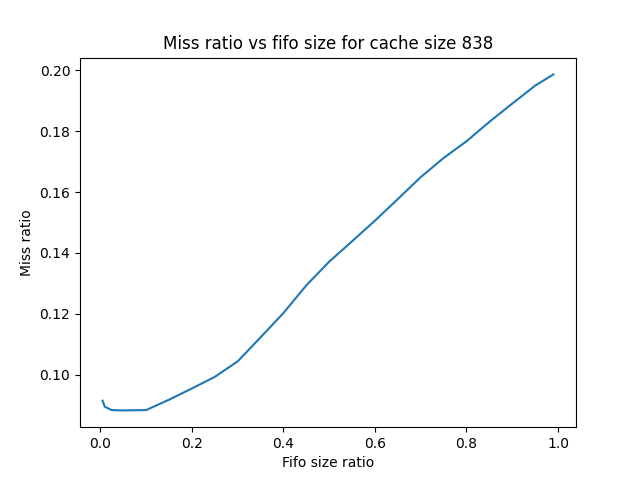 Miss ratio vs fifo size for cache size 838
0.20
0.18
0.16
0.14
0.12
0.10
Miss ratio
0.0 0.2 0.4 0.6 0.8 1.0
Fifo size ratio